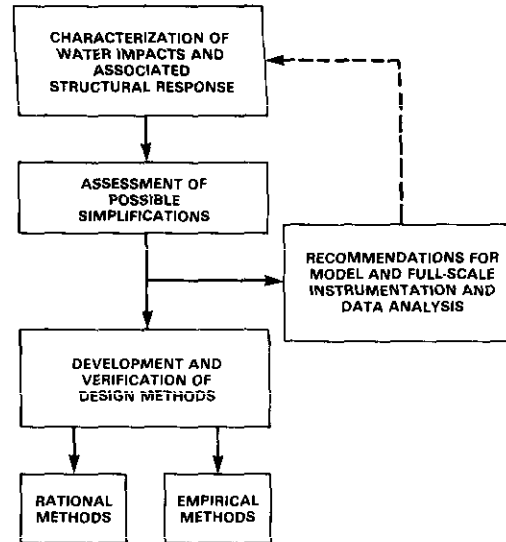 CHARACTERIZATION OF
WATER IMPACTS AND
ASSOCIATED
STRUCTURAL RESPONSE
ASSESSMENT OF
POSSIBLE
SIMPLIFICATIONS
RECOMMENDATIONS FOR
MODEL AND FULL-SCALE
INSTRUMENTATION AND
DATA ANALYSIS
DEVELOPMENT AND
VERIFICATION OF
DESIGN METHODS
RATIONAL
METHODS
EMPIRICAL
METHODS